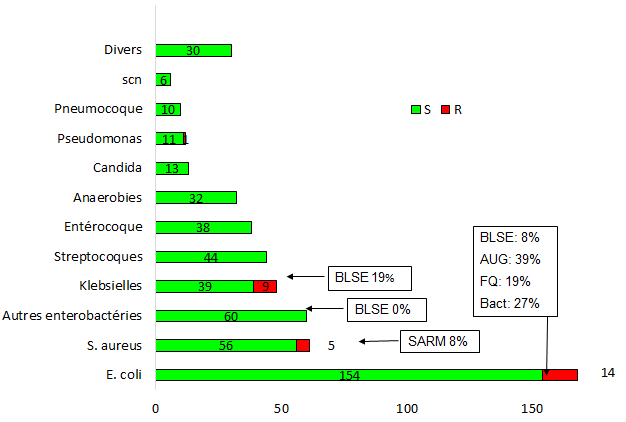 Divers 30
scn 6
Pneumocoque 10
S R
Pseudomonas 11 1
Candida 13
Anaerobies 32
Entérocoque 38
BLSE: 8%
AUG: 39%
FQ: 19%
Bact: 27%
Streptocoques 44
Klebsielles 39 9
BLSE 19%
Autres enterobactéries 60
BLSE 0%
S. aureus 56 5
SARM 8%
E. coli 154 14
0 50 100 150